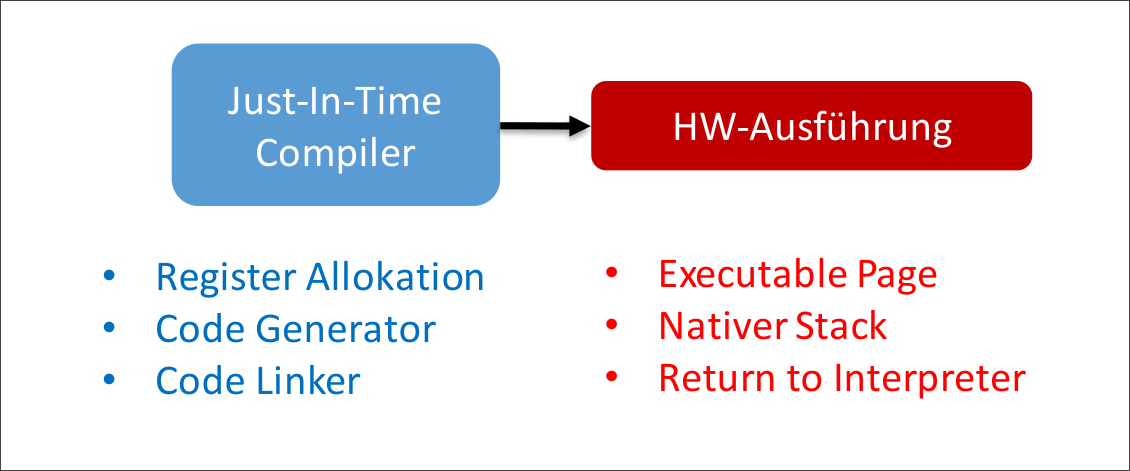 Just-In-Time
Compiler
HW-Ausführung
• Register Allokation
• Code Generator
• Code Linker
• Executable Page
• Nativer Stack
• Return to Interpreter